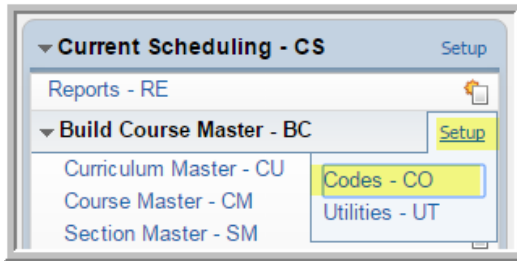 Current Scheduling - CS Setup
Reports - RE
Build Course Master - BC Setup
Curriculum Master - CU
Codes - CO
Course Master - CM
Utilities - UT
Section Master - SM